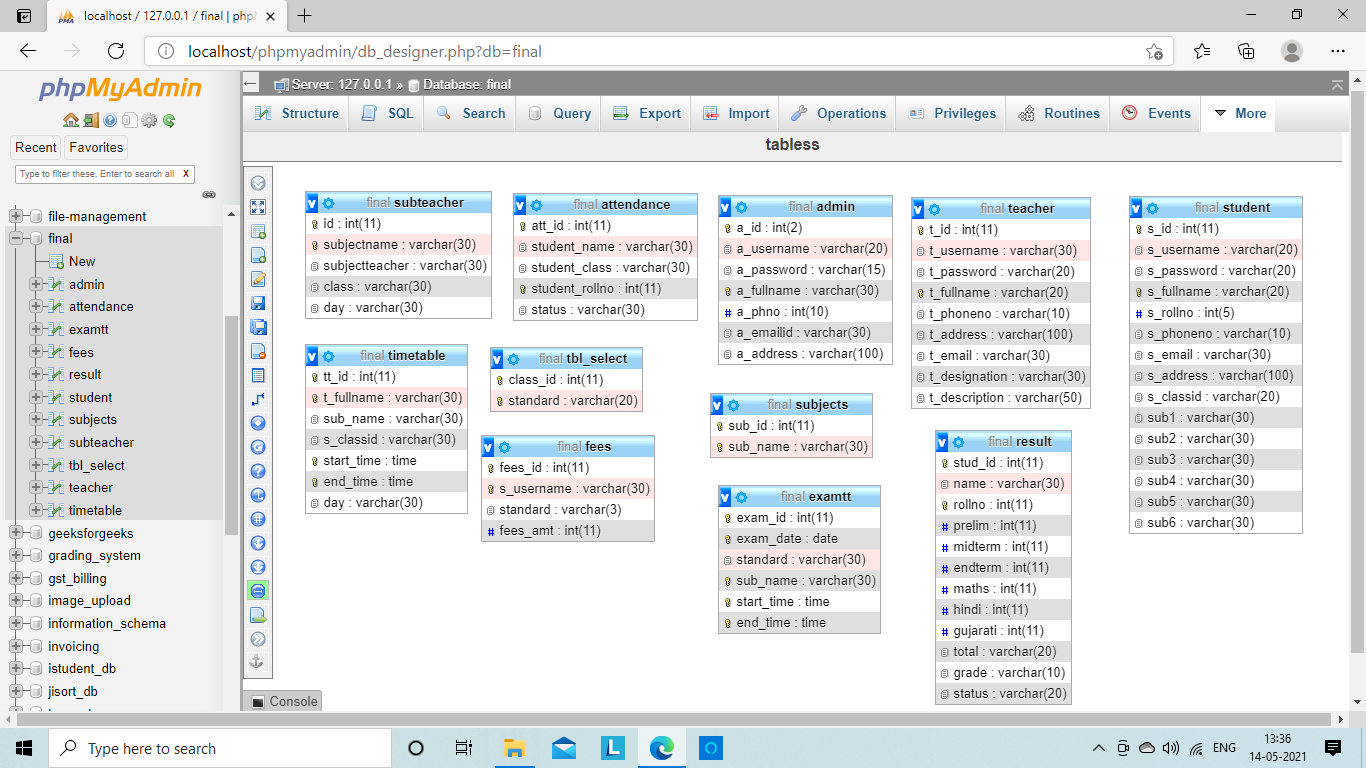 localhost / 127.0.0.1 / final | php
localhost/phpmyadmin/db_designer.php?db=final
phpMyAdmin
Recent
Favorites
Type to filter these, Enter to search all
X
file-management
final
New
admin
attendance
examtt
fees
result
student
subjects
subteacher
tbl_select
teacher
timetable
geeksforgeeks
grading_system
gst_billing
image_upload
information_schema
invoicing
istudent_db
jisort_db
Server: 127.0.0.1 » Database: final
Structure
SQL
Search
Query
Export
Import
Operations
Privileges
Routines
Events
More
tabless
final subteacher
id : int(11)
subjectname : varchar(30)
subjectteacher : varchar(30)
class : varchar(30)
day : varchar(30)
final attendance
att_id : int(11)
student_name : varchar(30)
student_class : varchar(30)
student_rollno : int(11)
status : varchar(30)
final admin
a_id : int(2)
a_username : varchar(20)
a_password : varchar(15)
a_fullname : varchar(30)
a_phno : int(10)
a_emailid : varchar(30)
a_address : varchar(100)
final teacher
t_id : int(11)
t_username : varchar(30)
t_password : varchar(20)
t_fullname : varchar(20)
t_phoneno : varchar(10)
t_address : varchar(100)
t_email : varchar(30)
t_designation : varchar(30)
t_description : varchar(50)
final student
s_id : int(11)
s_username : varchar(20)
s_password : varchar(20)
s_fullname : varchar(20)
s_rollno : int(5)
s_phoneno : varchar(10)
s_email : varchar(30)
s_address : varchar(100)
s_classid : varchar(20)
sub1 : varchar(30)
sub2 : varchar(30)
sub3 : varchar(30)
sub4 : varchar(30)
sub5 : varchar(30)
sub6 : varchar(30)
final timetable
tt_id : int(11)
t_fullname : varchar(30)
sub_name : varchar(30)
s_classid : varchar(30)
start_time : time
end_time : time
day : varchar(30)
final tbl_select
class_id : int(11)
standard : varchar(20)
final fees
fees_id : int(11)
s_username : varchar(30)
standard : varchar(3)
fees_amt : int(11)
final subjects
sub_id : int(11)
sub_name : varchar(30)
final examtt
exam_id : int(11)
exam_date : date
standard : varchar(30)
sub_name : varchar(30)
start_time : time
end_time : time
final result
stud_id : int(11)
name : varchar(30)
rollno : int(11)
prelim : int(11)
midterm : int(11)
endterm : int(11)
maths : int(11)
hindi : int(11)
gujarati : int(11)
total : varchar(20)
grade : varchar(10)
status : varchar(20)
Console
Type here to search
ENG
13:36
14-05-2021